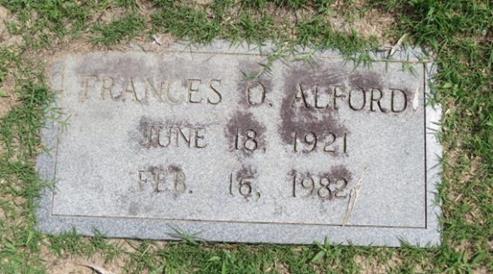 FRANCES O. ALFORD
JUNE 18, 1921
FEB. 16, 1982